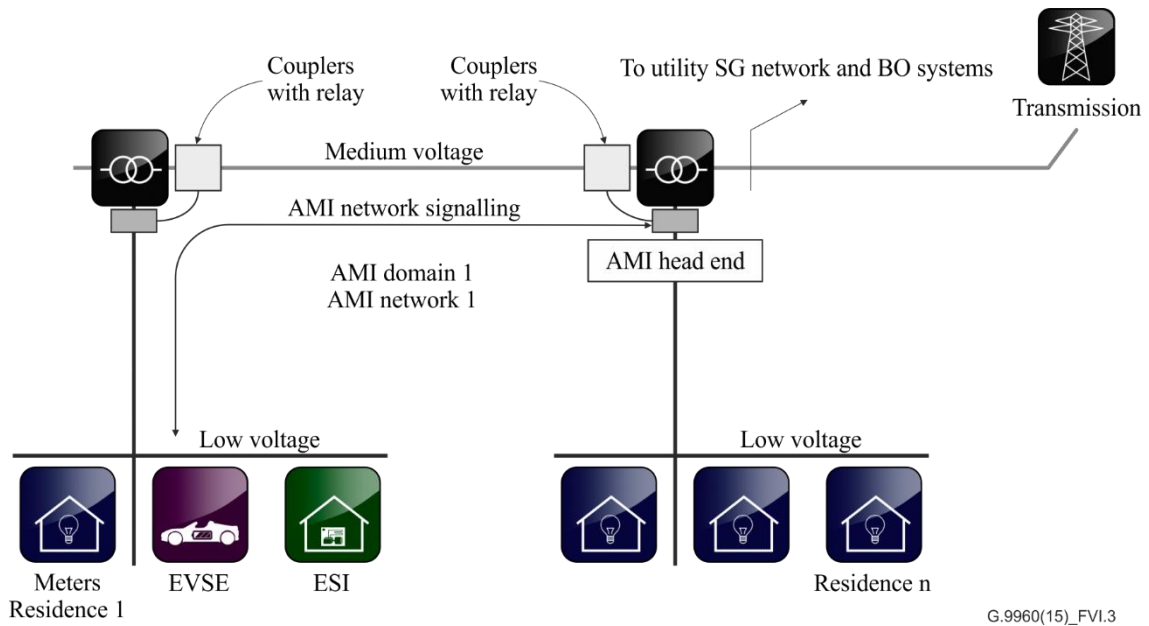 Couplers
with relay
Couplers
with relay
To utility SG network and BO systems
Transmission
Medium voltage
AMI network signalling
AMI head end
AMI domain 1
AMI network 1
Low voltage
Low voltage
Meters
Residence 1
EVSE
ESI
Residence n
G.9960(15)_FVI.3